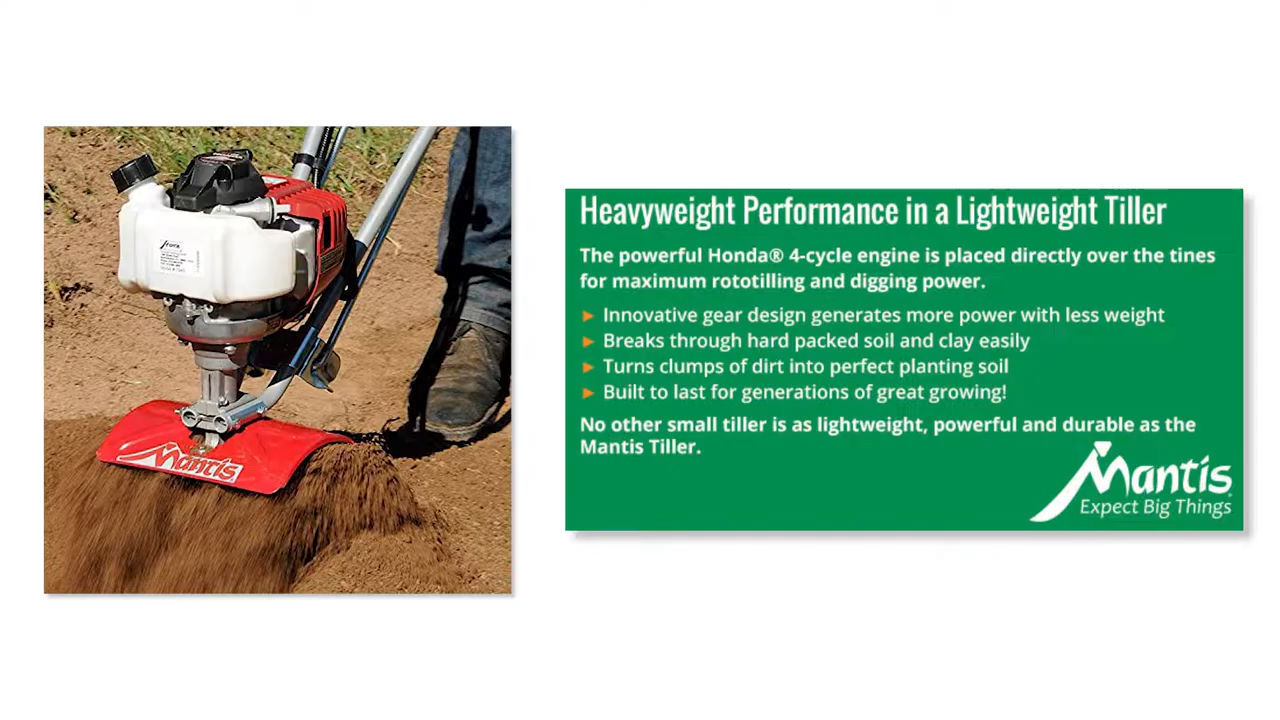 Mantis
Heavyweight Performance in a Lightweight Tiller
The powerful Honda® 4-cycle engine is placed directly over the tines
for maximum rototilling and digging power.
► Innovative gear design generates more power with less weight
► Breaks through hard packed soil and clay easily
► Turns clumps of dirt into perfect planting soil
► Built to last for generations of great growing!
No other small tiller is as lightweight, powerful and durable as the
Mantis Tiller.
Mantis
Expect Big Things